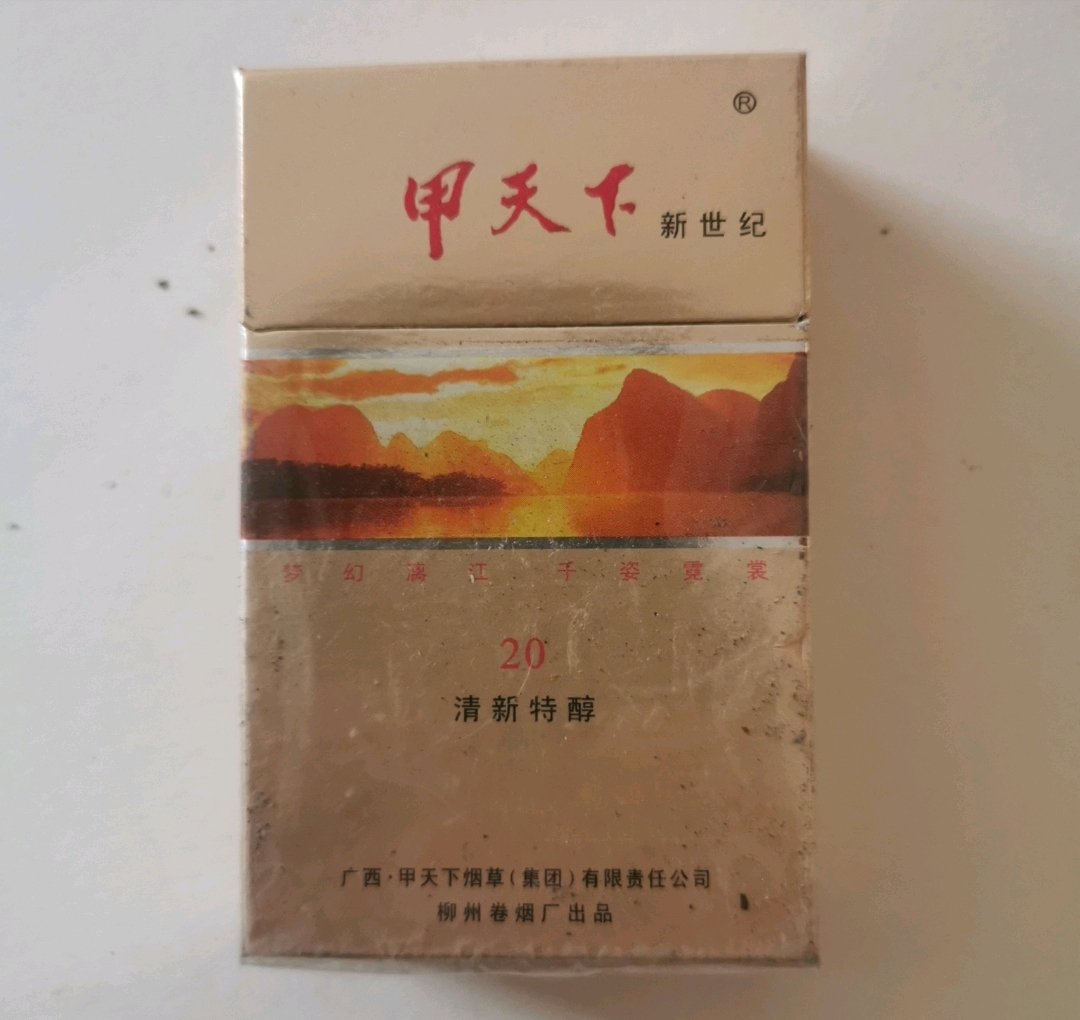 ®
甲天下 新世纪
梦幻漓江 千姿霓裳
20
清新特醇
广西·甲天下烟草(集团)有限责任公司
柳州卷烟厂出品